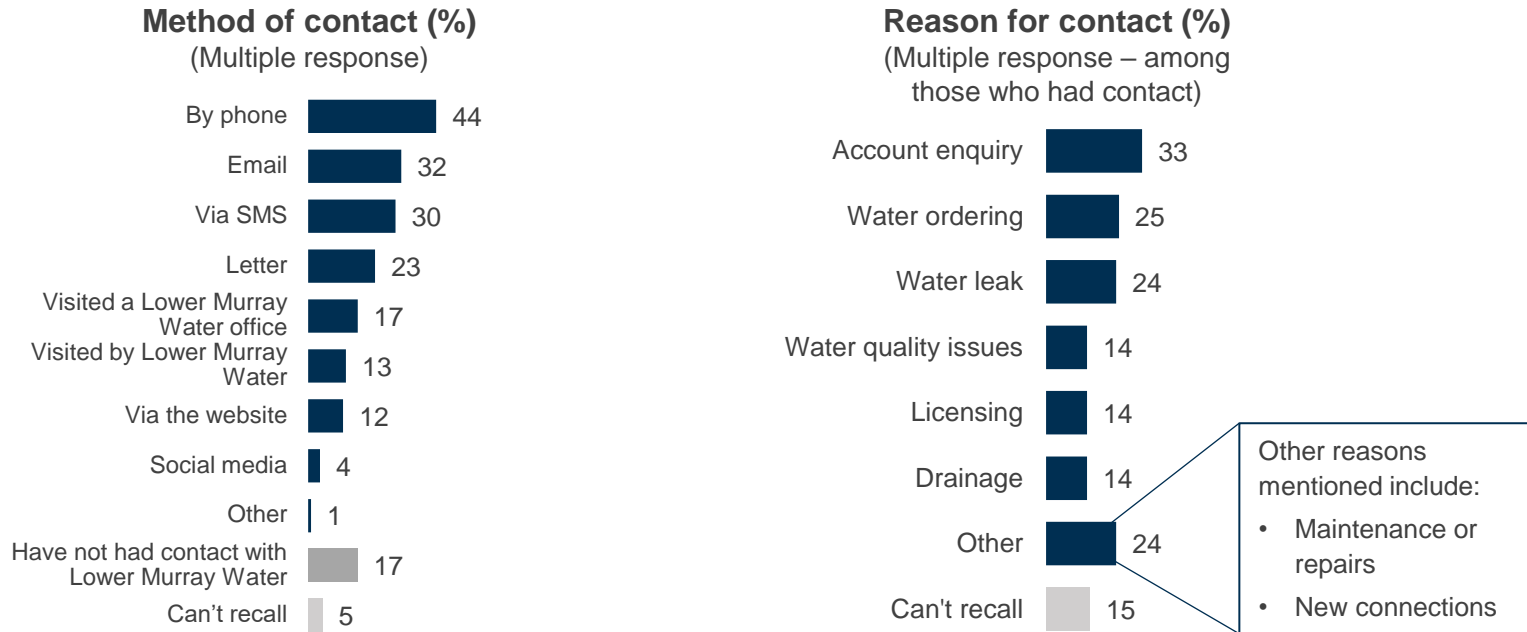 Method of contact (%)
(Multiple response)
By phone 44
Email 32
Via SMS 30
Letter 23
Visited a Lower Murray
Water office 17
Visited by Lower Murray
Water 13
Via the website 12
Social media 4
Other 1
Have not had contact with
Lower Murray Water 17
Can’t recall 5
Reason for contact (%)
(Multiple response – among
those who had contact)
Account enquiry 33
Water ordering 25
Water leak 24
Water quality issues 14
Licensing 14
Drainage 14
Other 24
Can't recall 15
Other reasons
mentioned include:
• Maintenance or
repairs
• New connections